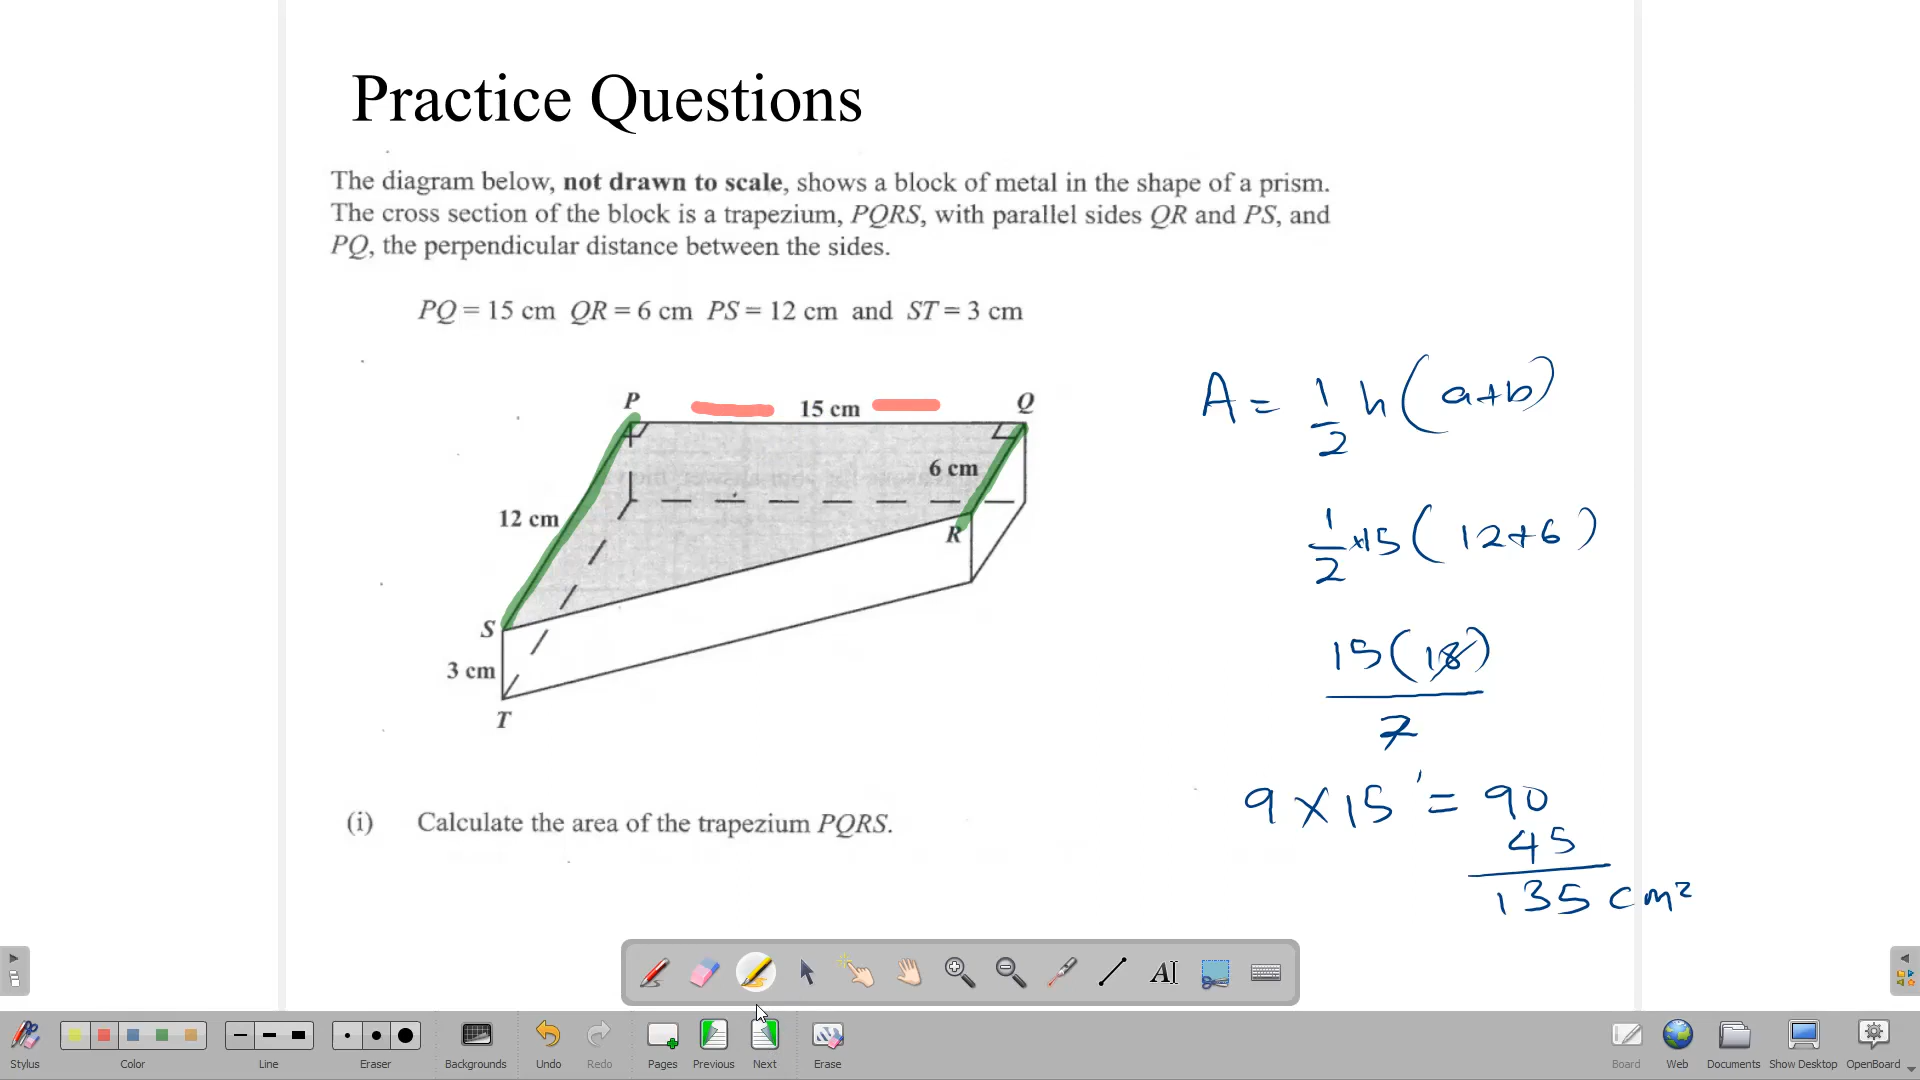 Practice Questions
The diagram below, not drawn to scale, shows a block of metal in the shape of a prism.
The cross section of the block is a trapezium, PQRS, with parallel sides QR and PS, and
PQ, the perpendicular distance between the sides.
PQ = 15 cm QR = 6 cm PS = 12 cm and ST = 3 cm
P
15 cm
Q
6 cm
12 cm
R
S
3 cm
T
A = 1/2 h (a+b)
1/2 × 15 (12+6)
15 (18)
2
9 × 15 = 90
45
135 cm²
(i) Calculate the area of the trapezium PQRS.
Stylus
Color
Line
Eraser
Backgrounds
Undo
Redo
Pages
Previous
Next
Erase
Board
Web
Documents
Show Desktop
OpenBoard